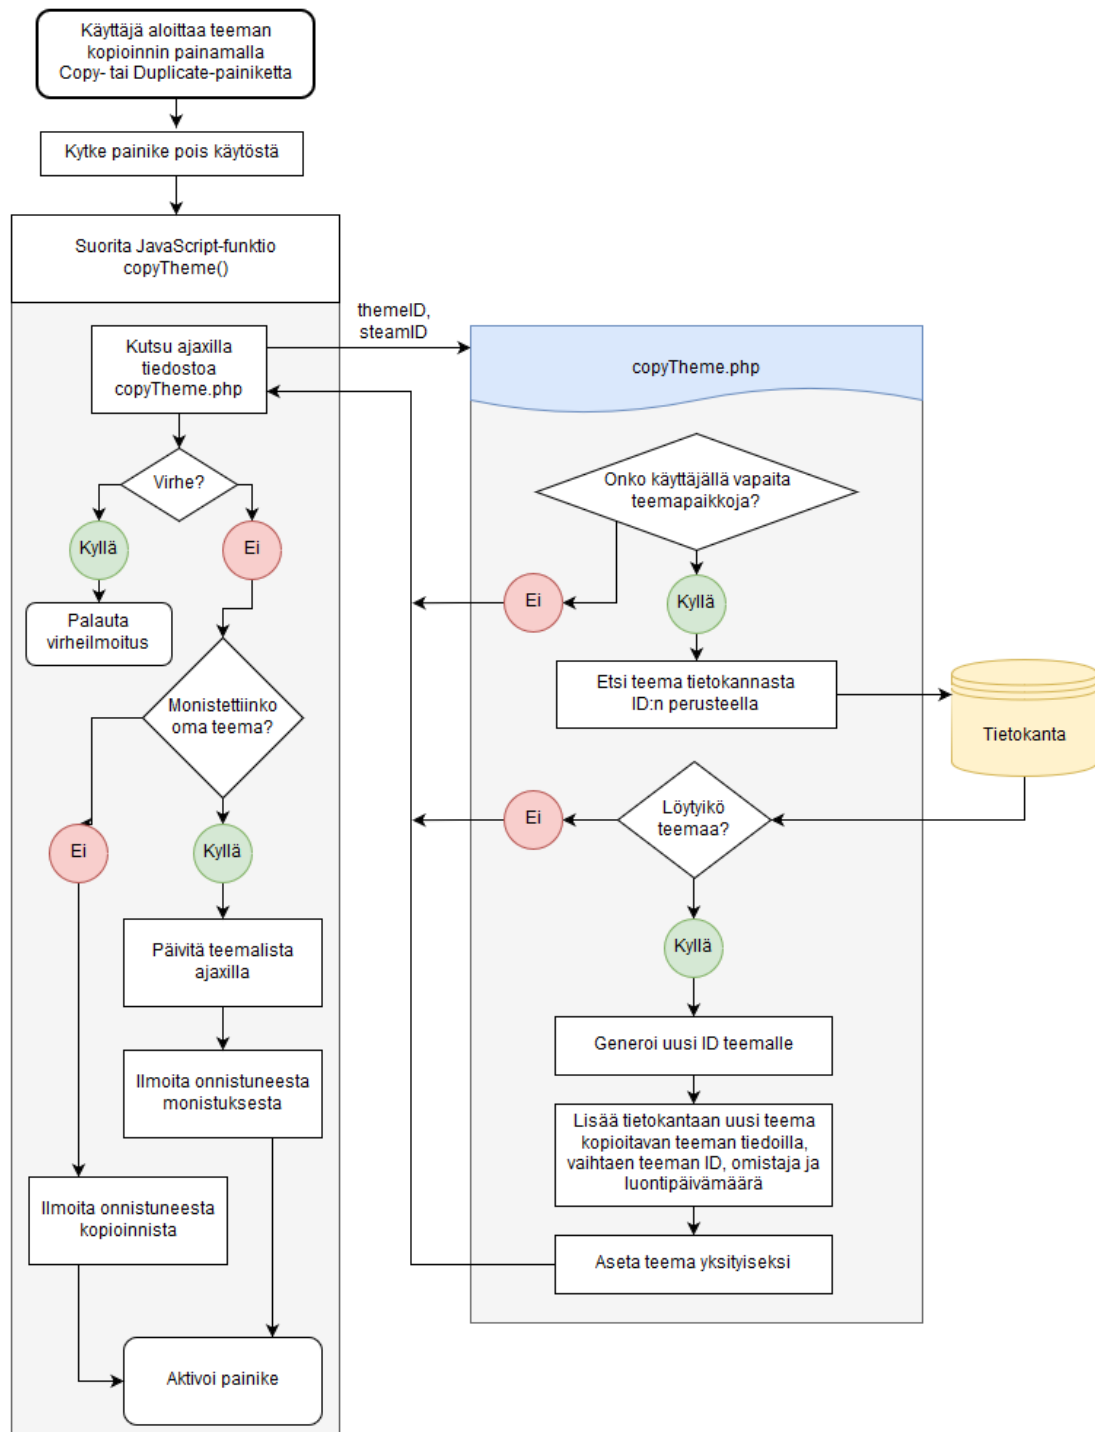 Käyttäjä aloittaa teeman
kopioinnin painamalla
Copy- tai Duplicate-painiketta
Kytke painike pois käytöstä
Suorita JavaScript-funktio
copyTheme()
themeID,
steamID
Kutsu ajaxilla
tiedostoa
copyTheme.php
Virhe?
Kyllä
Ei
Palauta
virheilmoitus
Monistettiinko
oma teema?
Ei
Kyllä
Päivitä teemalista
ajaxilla
Ilmoita onnistuneesta
monistuksesta
Ilmoita onnistuneesta
kopioinnista
Aktivoi painike
copyTheme.php
Onko käyttäjällä vapaita
teemapaikkoja?
Ei
Kyllä
Etsi teema tietokannasta
ID:n perusteella
Tietokanta
Löytyikö
teemaa?
Ei
Kyllä
Generoi uusi ID teemalle
Lisää tietokantaan uusi teema
kopioitavan teeman tiedoilla,
vaihtaen teeman ID, omistaja ja
luontipäivämäärä
Aseta teema yksityiseksi